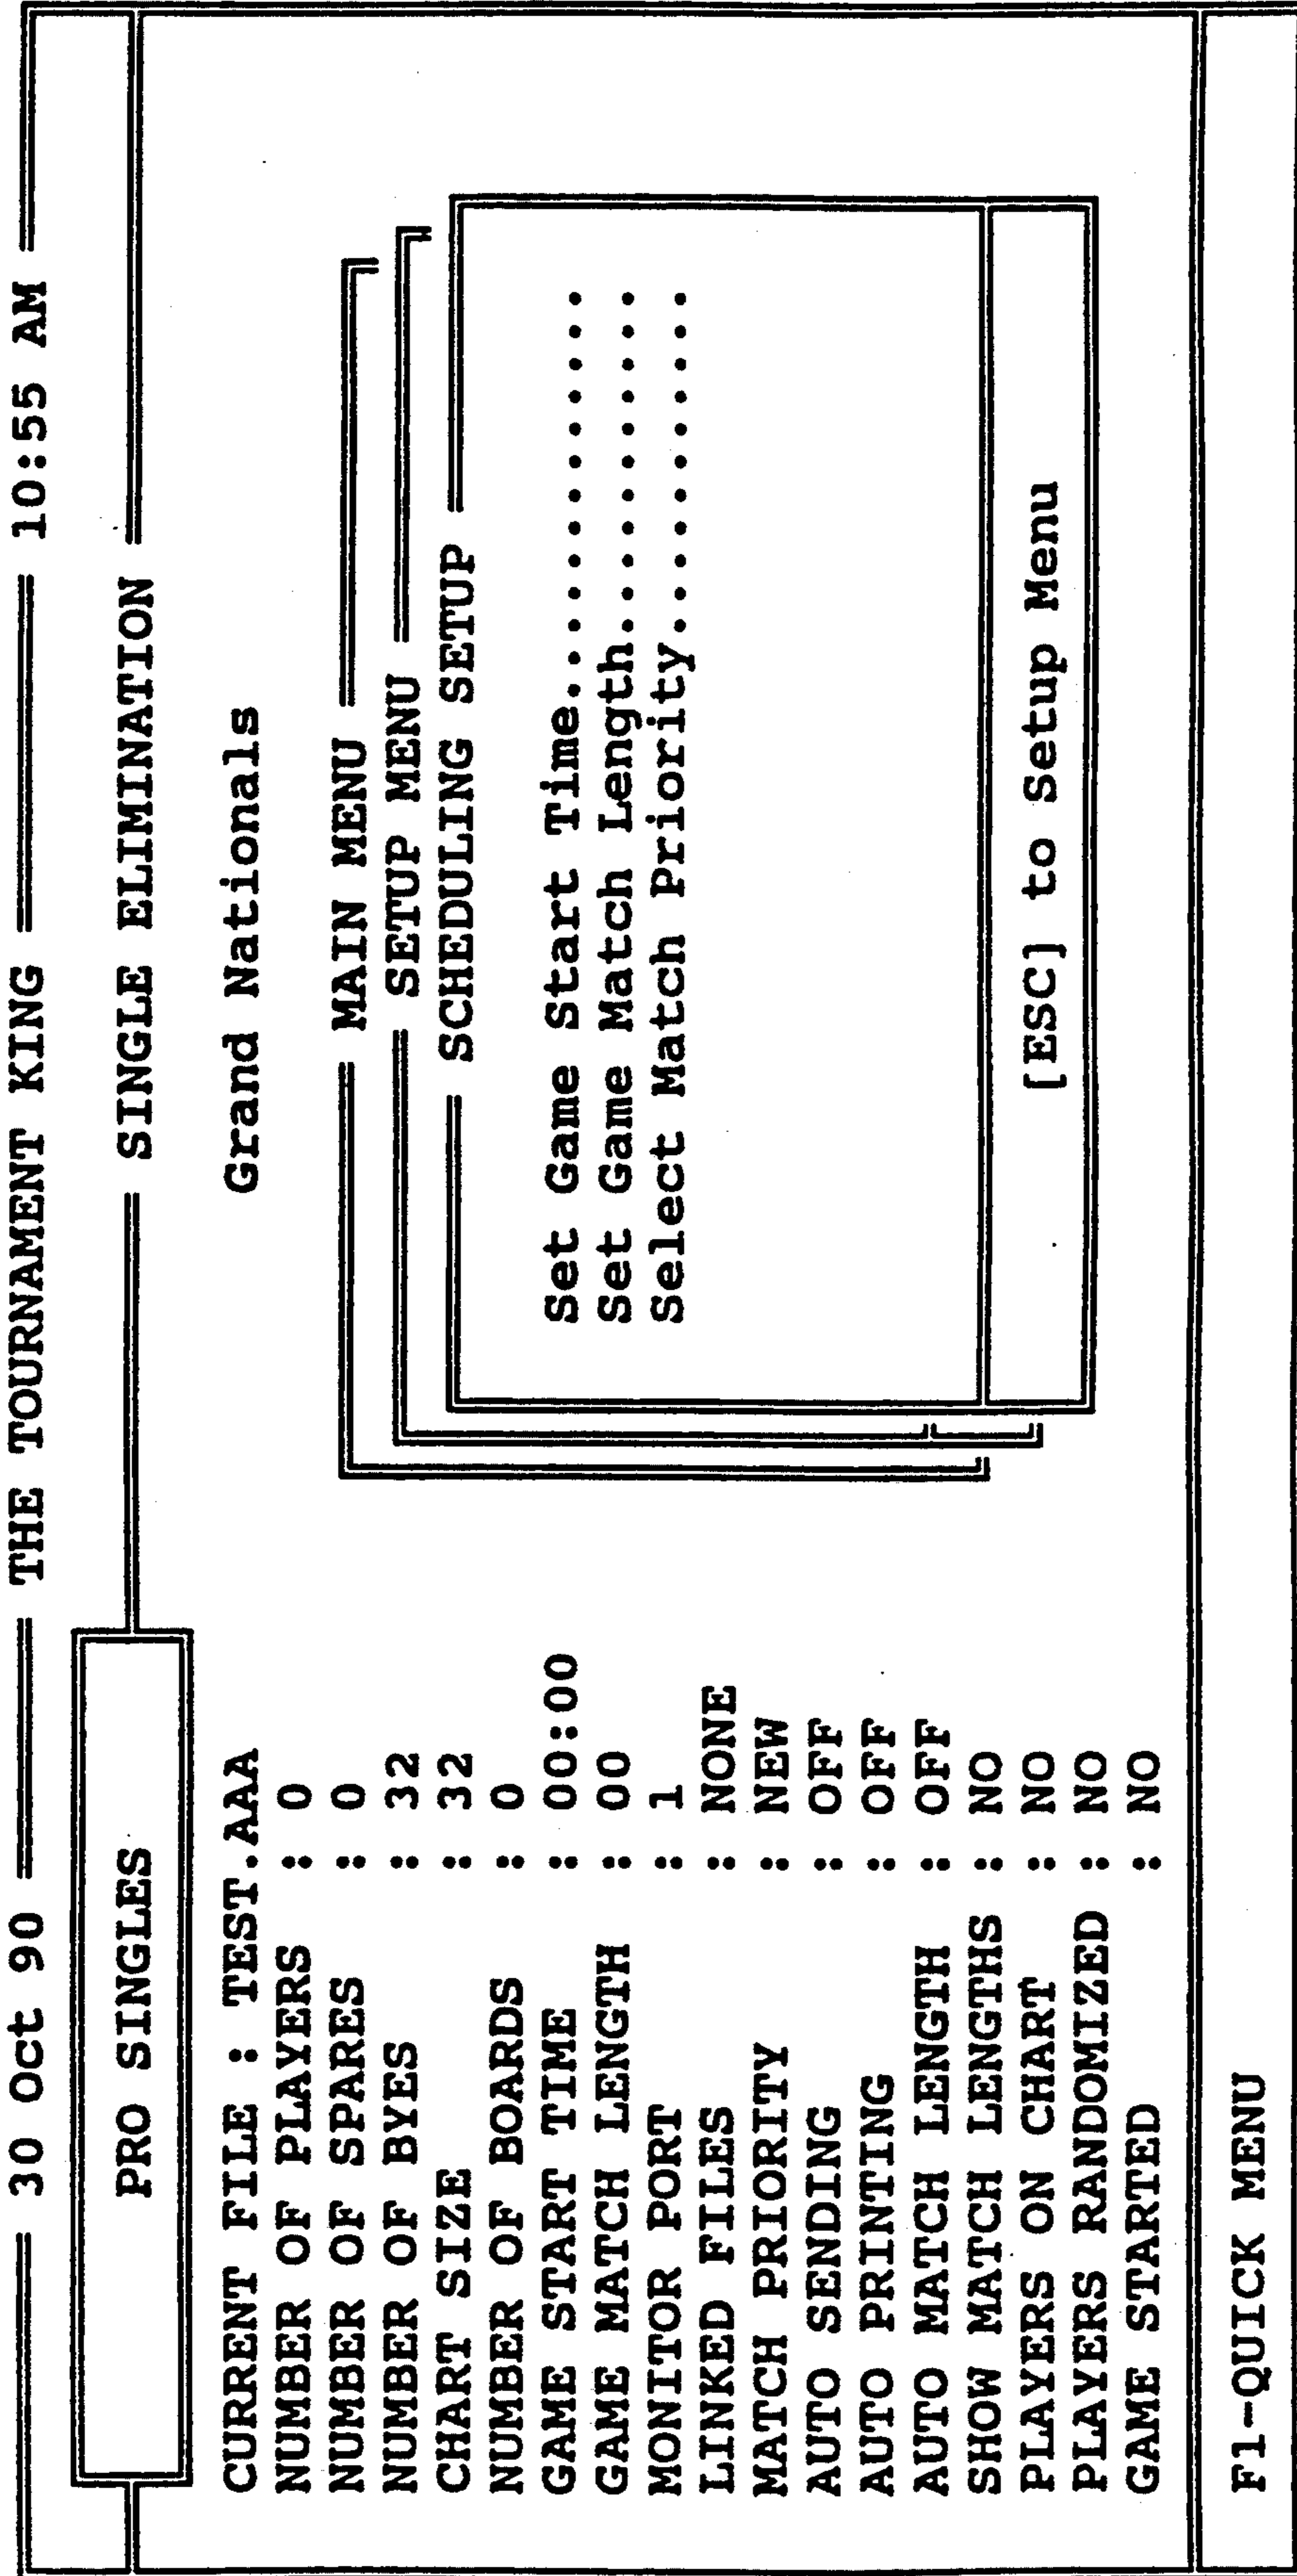 30 Oct 90 THE TOURNAMENT KING 10:55 AM
PRO SINGLES
SINGLE ELIMINATION
CURRENT FILE : TEST.AAA
NUMBER OF PLAYERS : 0
NUMBER OF SPARES : 0
NUMBER OF BYES : 32
CHART SIZE : 32
NUMBER OF BOARDS : 0
GAME START TIME : 00:00
GAME MATCH LENGTH : 00
MONITOR PORT : 1
LINKED FILES : NONE
MATCH PRIORITY : NEW
AUTO SENDING : OFF
AUTO PRINTING : OFF
AUTO MATCH LENGTH : OFF
SHOW MATCH LENGTHS : NO
PLAYERS ON CHART : NO
PLAYERS RANDOMIZED : NO
GAME STARTED : NO
Grand Nationals
MAIN MENU
SETUP MENU
SCHEDULING SETUP
Set Game Start Time.............
Set Game Match Length...........
Select Match Priority...........
[ESC] to Setup Menu
F1-QUICK MENU